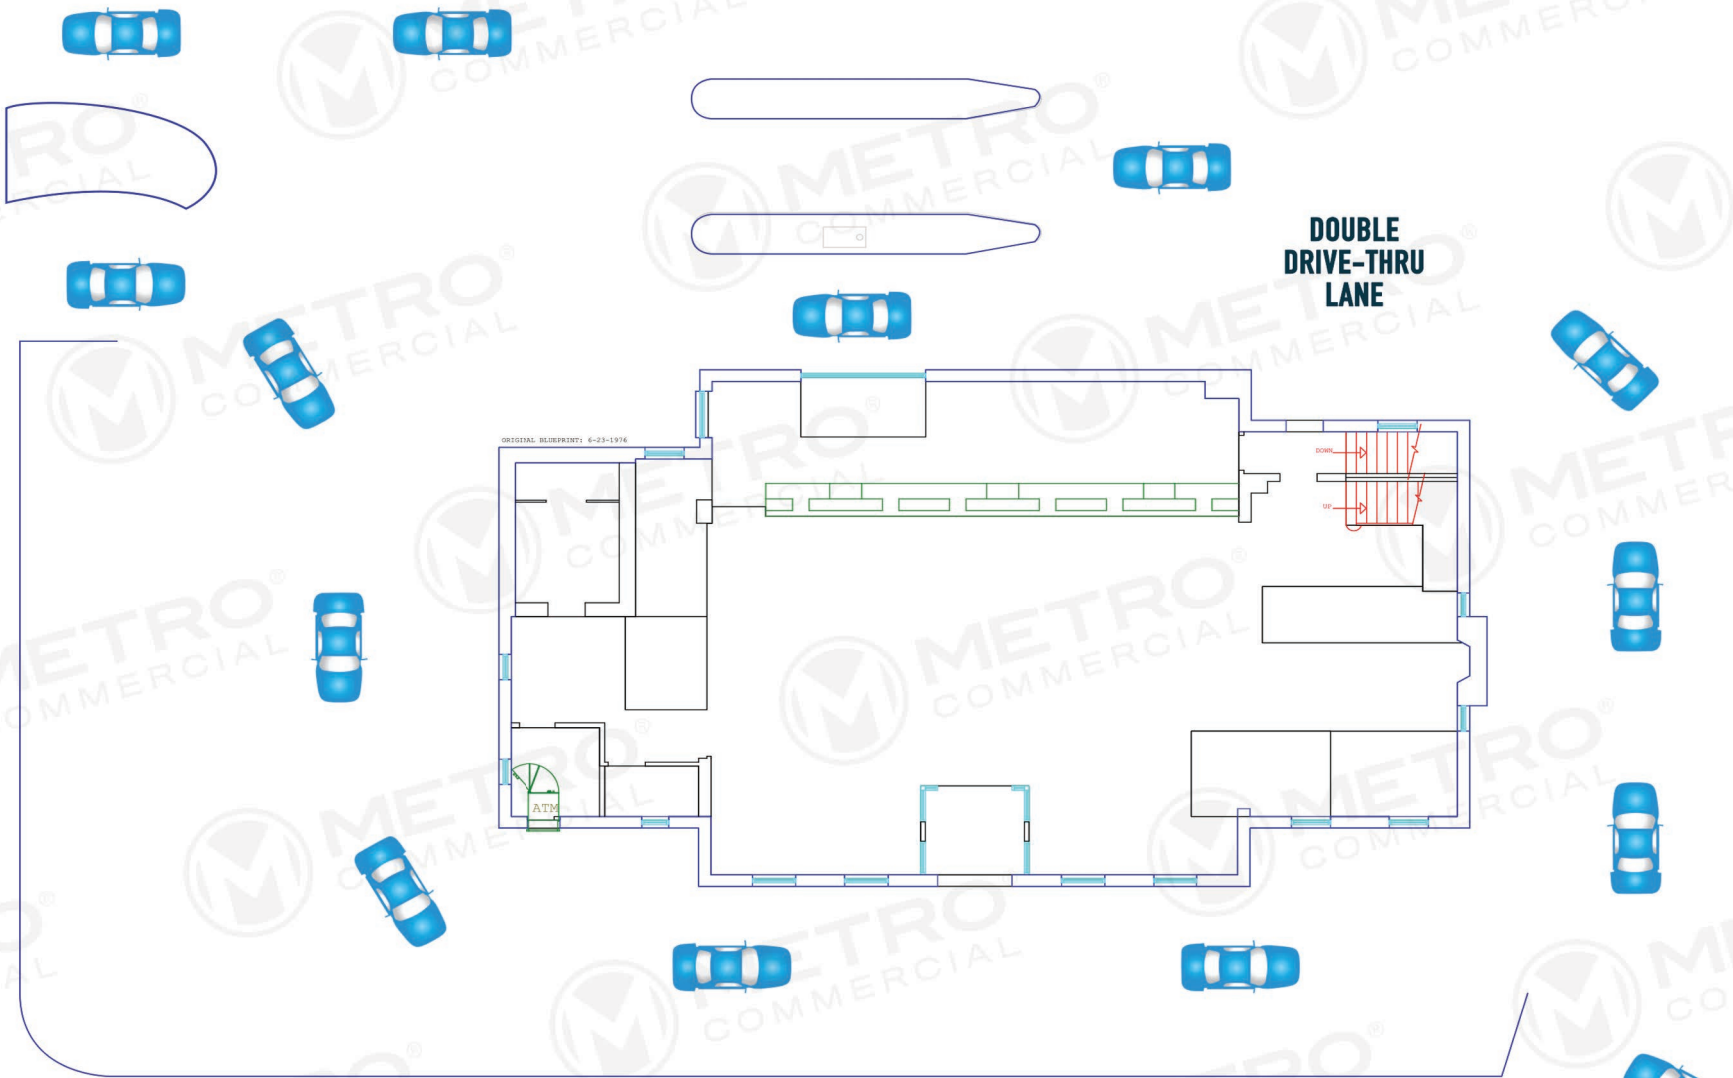 METRO
COMMERCIAL
DOUBLE
DRIVE-THRU
LANE
ORIGINAL BLUEPRINT: 6-23-1976
DOWN
UP
ATM